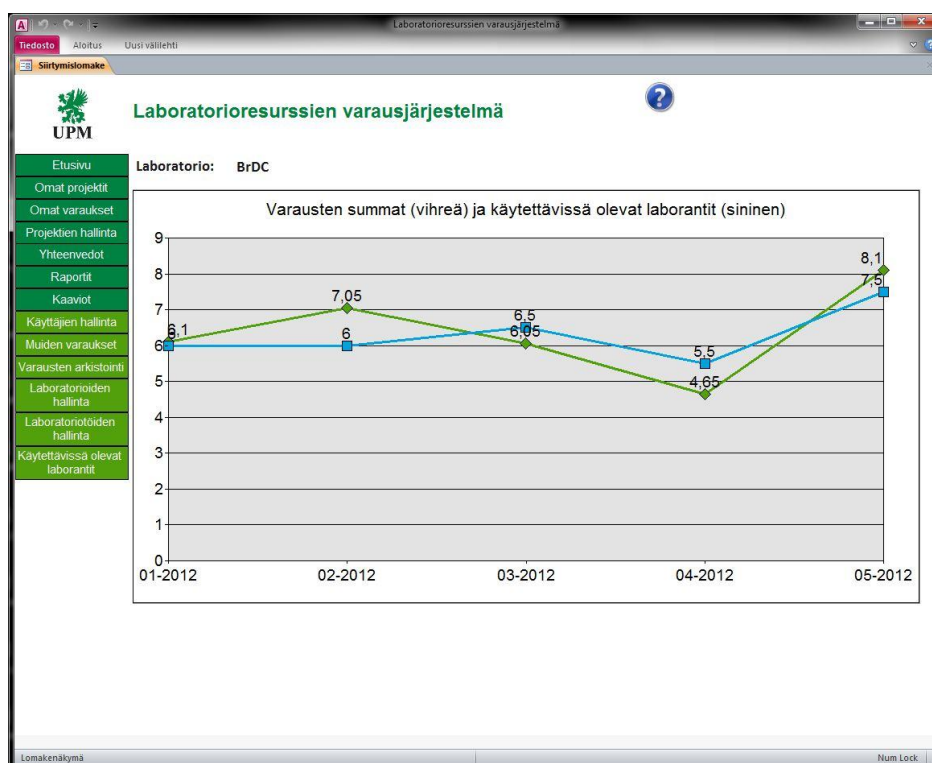 Laboratorioresurssien varausjärjestelmä
Tiedosto Aloitus Uusi välilehti
Siirtymislomake
UPM
Laboratorioresurssien varausjärjestelmä
Etusivu
Omat projektit
Omat varaukset
Projektien hallinta
Yhteenvedot
Raportit
Kaaviot
Käyttäjien hallinta
Muiden varaukset
Varausten arkistointi
Laboratorioiden
hallinta
Laboratoriotöiden
hallinta
Käytettävissä olevat
laborantit
Laboratorio: BrDC
Varausten summat (vihreä) ja käytettävissä olevat laborantit (sininen)
9
8
7
6
5
4
3
2
1
0
6,1
7,05
6
6,5
6,05
5,5
4,65
8,1
7,5
01-2012 02-2012 03-2012 04-2012 05-2012
Lomakenäkymä Num Lock